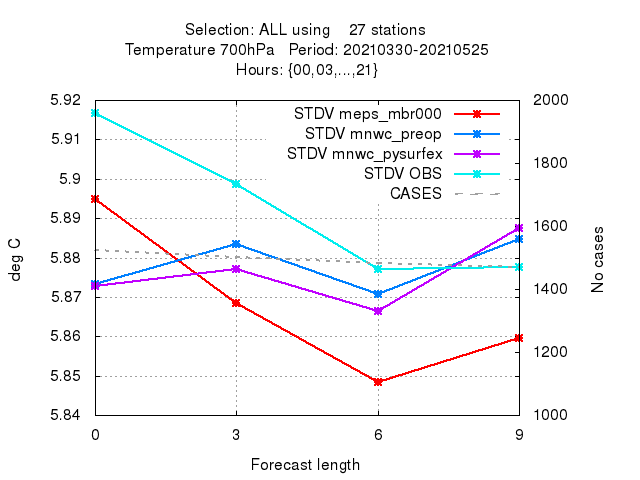 Selection: ALL using    27 stations
Temperature 700hPa   Period: 20210330-20210525
Hours: {00,03,...,21}
STDV meps_mbr000
STDV mnwc_preop
STDV mnwc_pysurfex
STDV OBS
CASES
deg C
5.92
5.91
5.9
5.89
5.88
5.87
5.86
5.85
5.84
2000
1800
1600
1400
1200
1000
No cases
0 3 6 9
Forecast length